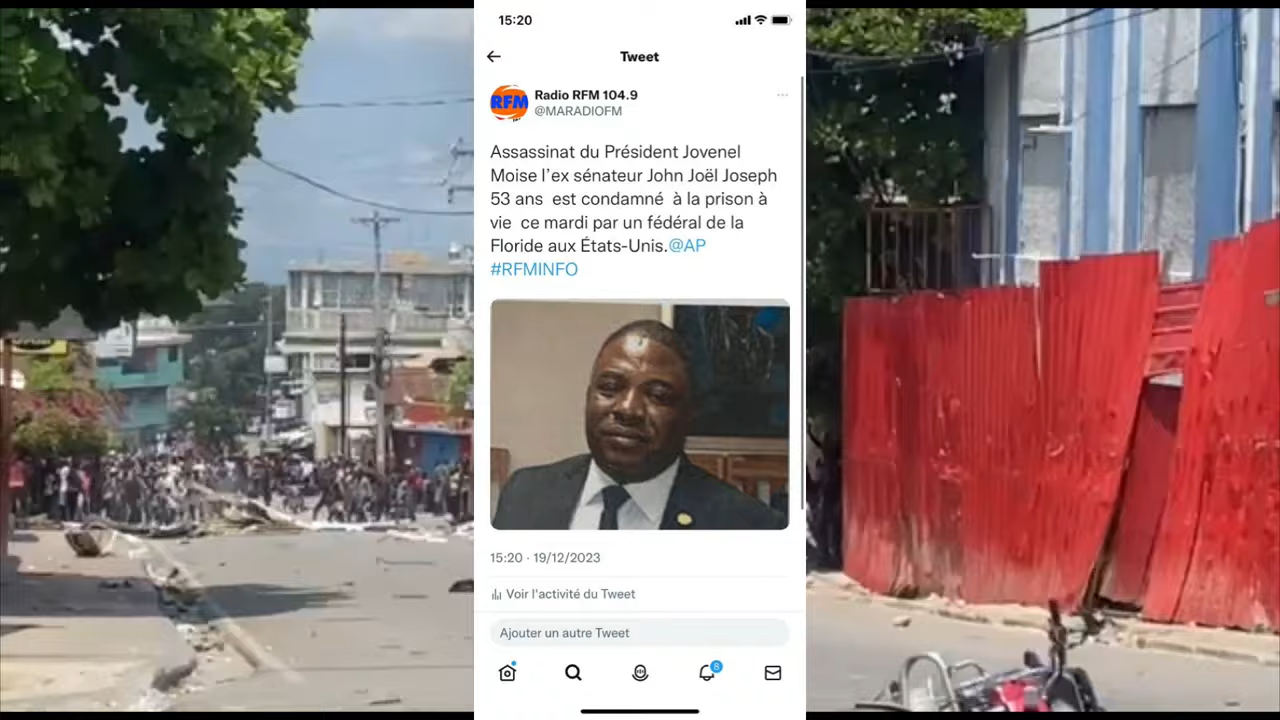 15:20
Tweet
RFM
Radio RFM 104.9
@MARADIOFM
Assassinat du Président Jovenel
Moise l'ex sénateur John Joël Joseph
53 ans est condamné à la prison à
vie ce mardi par un fédéral de la
Floride aux États-Unis.@AP
#RFMINFO
15:20 · 19/12/2023
Voir l'activité du Tweet
Ajouter un autre Tweet
8